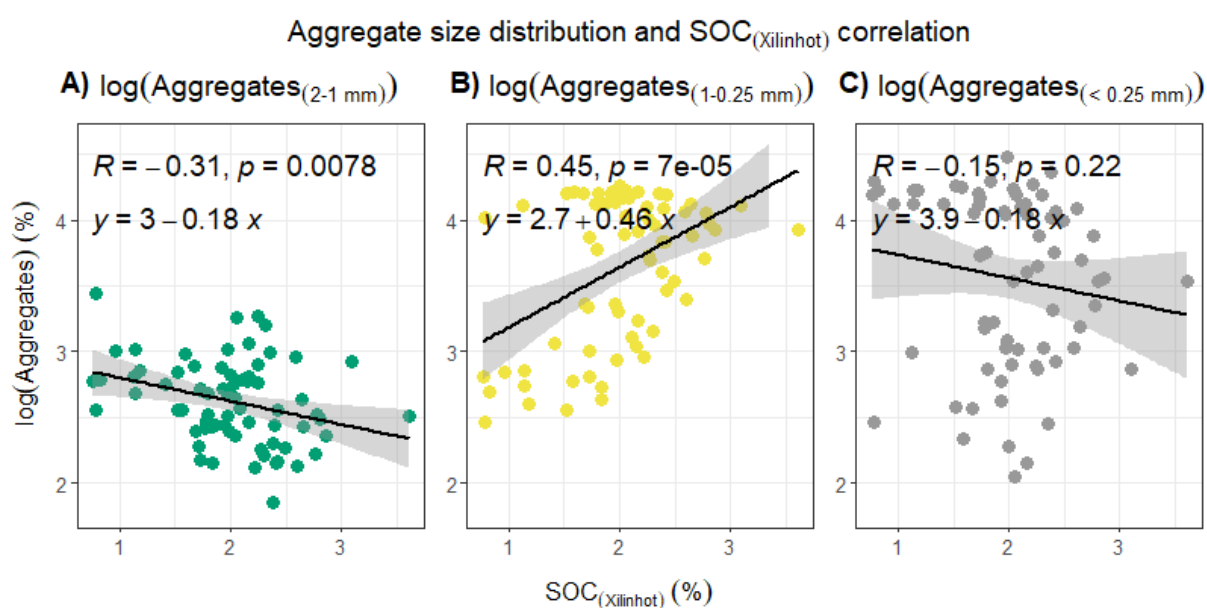 Aggregate size distribution and SOC(Xilinhot) correlation
A) log(Aggregates(2-1 mm)) B) log(Aggregates(1-0.25 mm)) C) log(Aggregates(< 0.25 mm))
R = −0.31, p = 0.0078
y = 3 − 0.18 x
R = 0.45, p = 7e-05
y = 2.7 + 0.46 x
R = −0.15, p = 0.22
y = 3.9 − 0.18 x
log(Aggregates) (%)
4 4 4
3 3 3
2 2 2
1 2 3 1 2 3 1 2 3
SOC(Xilinhot) (%)